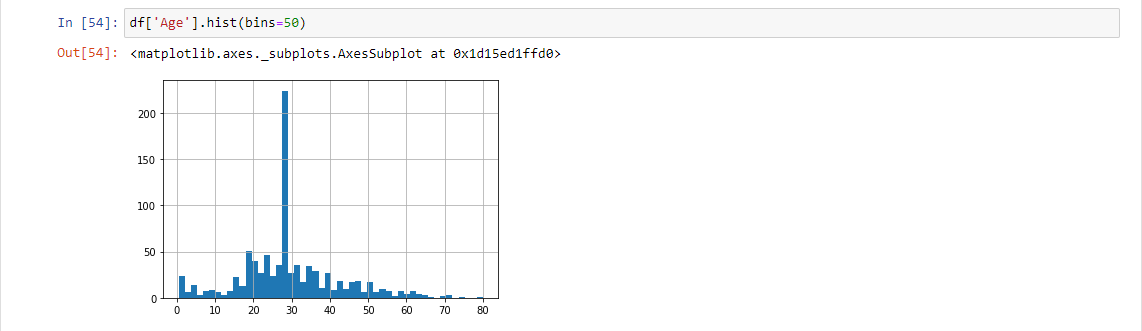 In [54]: df['Age'].hist(bins=50)
Out[54]: <matplotlib.axes._subplots.AxesSubplot at 0x1d15ed1ffd0>
200
150
100
50
0
0 10 20 30 40 50 60 70 80